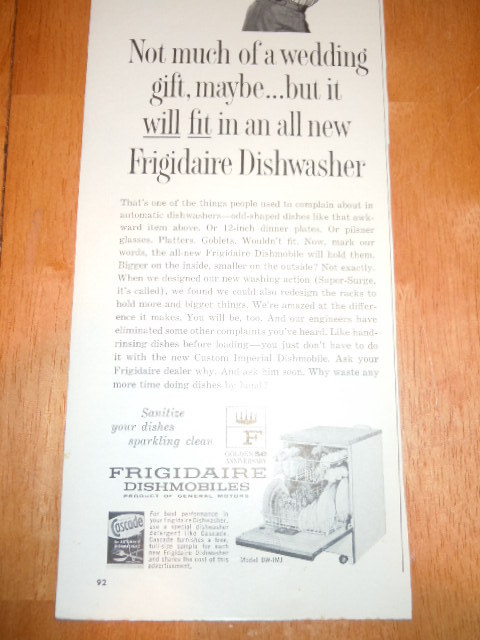 Not much of a wedding
gift, maybe...but it
will fit in an all new
Frigidaire Dishwasher
That's one of the things people used to complain about in
automatic dishwashers—odd-shaped dishes like that awk-
ward item above. Or 12-inch dinner plates. Or pilsner
glasses. Platters. Goblets. Wouldn't fit. Now, mark our
words, the all-new Frigidaire Dishmobile will hold them.
Bigger on the inside, smaller on the outside? Not exactly.
When we designed our new washing action (Super-Surge,
it's called), we found we could also redesign the racks to
hold more and bigger things. We're amazed at the differ-
ence it makes. You will be, too. And our engineers have
eliminated some other complaints you've heard. Like hand-
rinsing dishes before loading—you just don't have to do
it with the new Custom Imperial Dishmobile. Ask your
Frigidaire dealer why. And ask him soon. Why waste any
more time doing dishes by hand?
Sanitize
your dishes
sparkling clear.
F
GOLDEN 50
ANNIVERSARY
FRIGIDAIRE
DISHMOBILES
PRODUCT OF GENERAL MOTORS
Cascade
For best performance in
your Frigidaire Dishwasher,
use a special dishwasher
detergent like Cascade.
Cascade furnishes a free,
full-size sample for each
new Frigidaire Dishwasher
and shares the cost of this
advertisement.
Model DW-IMJ
92